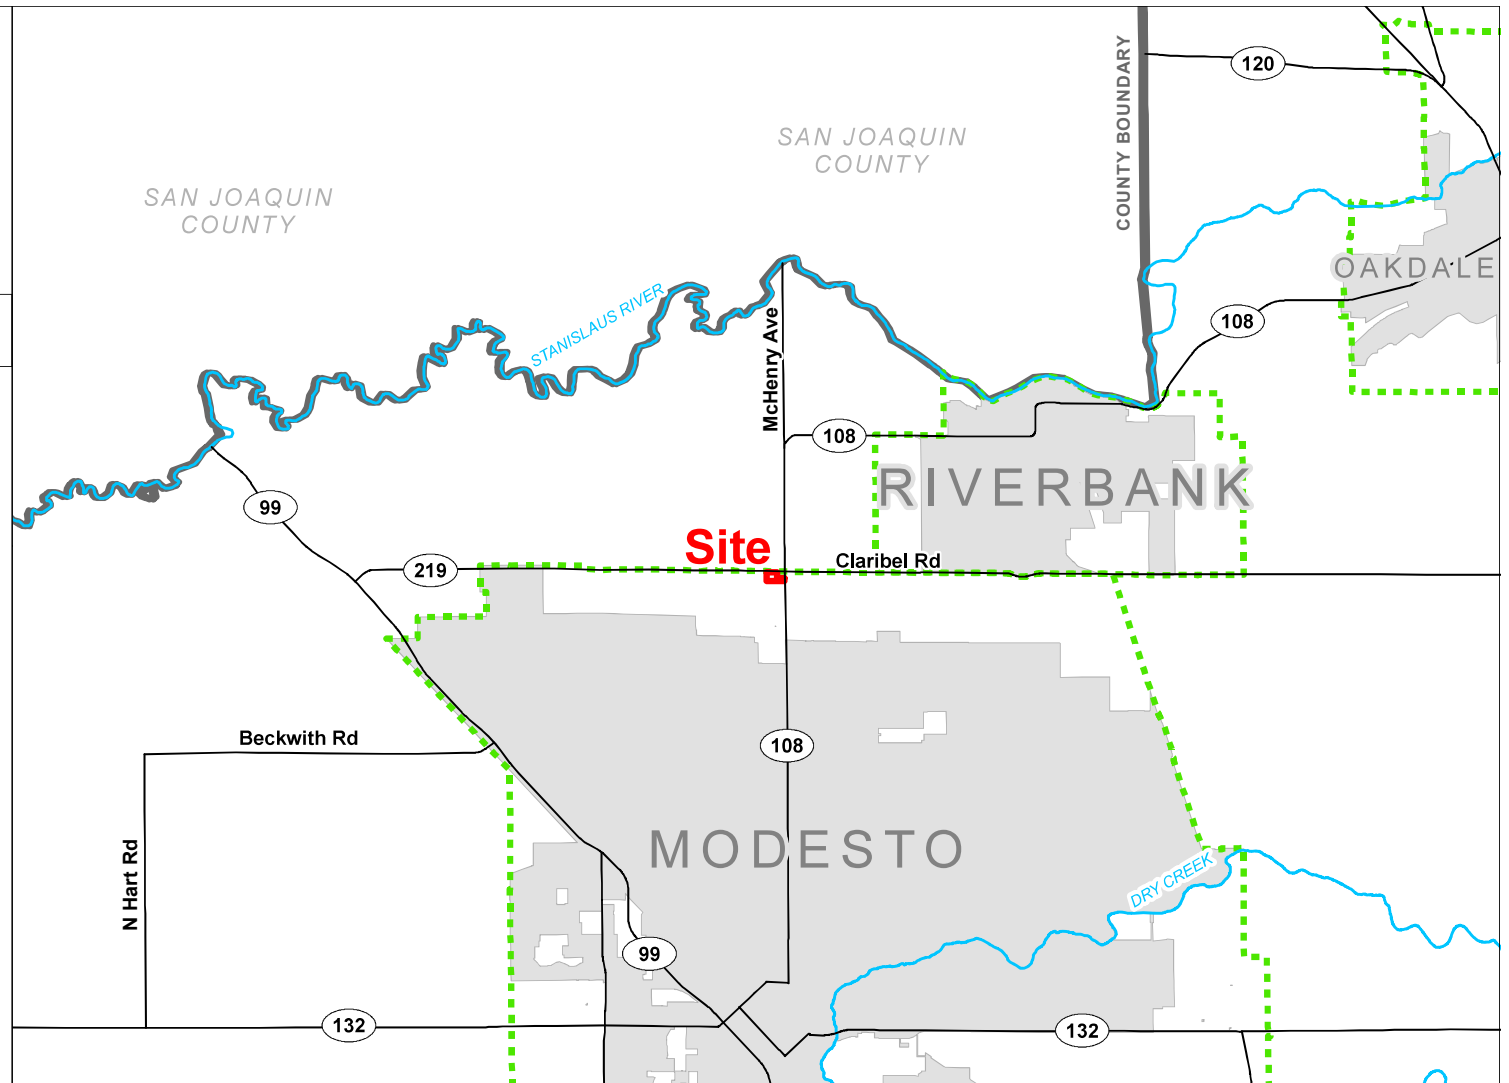 120
COUNTY BOUNDARY
SAN JOAQUIN
COUNTY
SAN JOAQUIN
COUNTY
OAKDALE
STANISLAUS RIVER
McHenry Ave
108
108
RIVERBANK
99
Site
Claribel Rd
219
Beckwith Rd
108
MODESTO
N Hart Rd
DRY CREEK
99
132
132